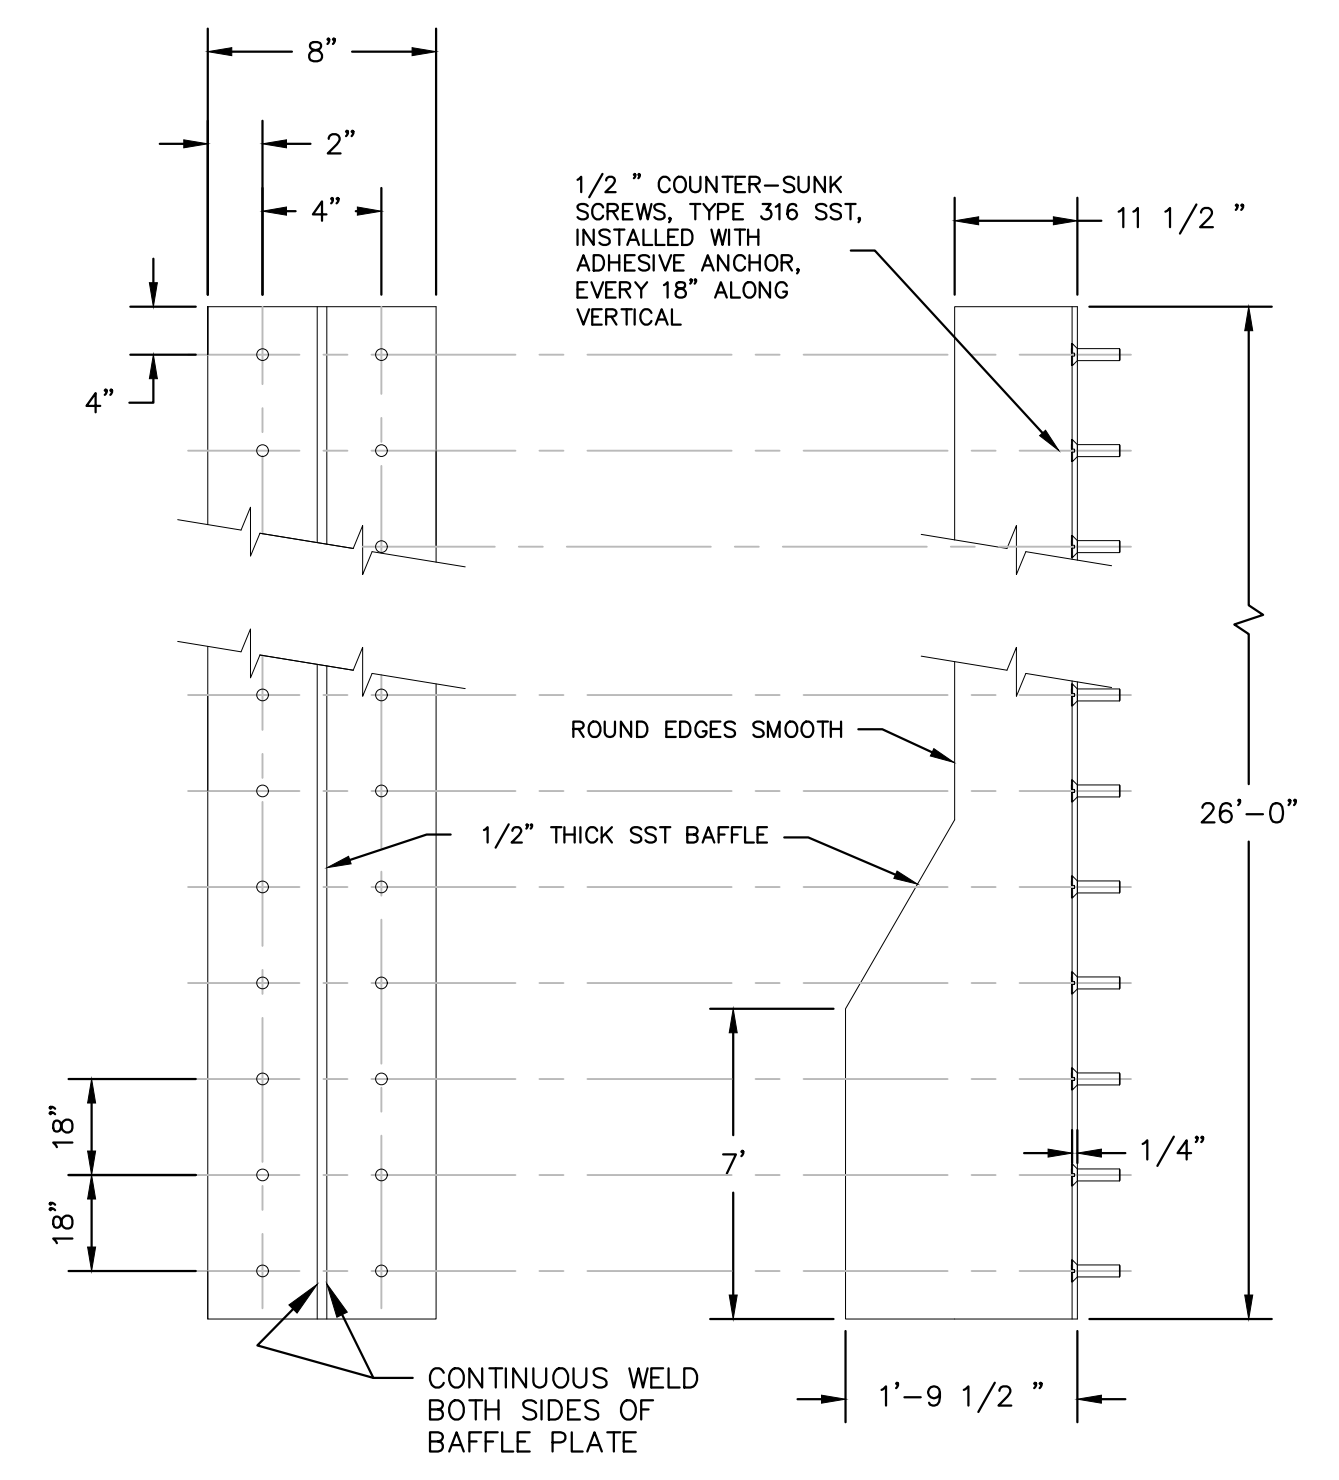 8”
2”
4”
1/2 ” COUNTER–SUNK
SCREWS, TYPE 316 SST,
INSTALLED WITH
ADHESIVE ANCHOR,
EVERY 18” ALONG
VERTICAL
11 1/2 ”
4”
ROUND EDGES SMOOTH
26’–0”
1/2” THICK SST BAFFLE
18”
7’
1/4”
18”
CONTINUOUS WELD
BOTH SIDES OF
BAFFLE PLATE
1’–9 1/2 ”